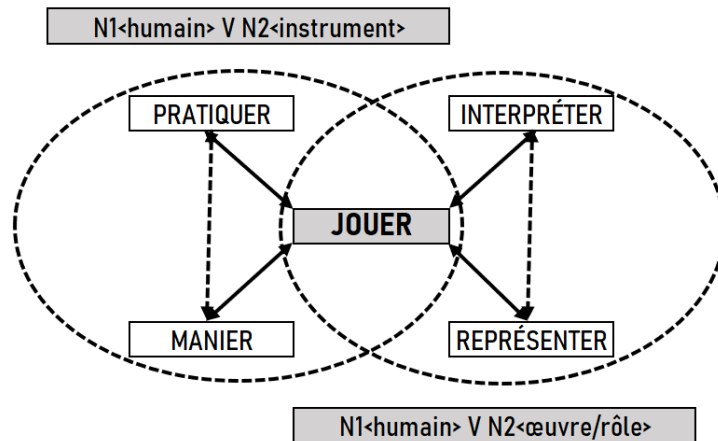 N1<humain> V N2<instrument>
PRATIQUER
INTERPRÉTER
JOUER
MANIER
REPRÉSENTER
N1<humain> V N2<œuvre/rôle>